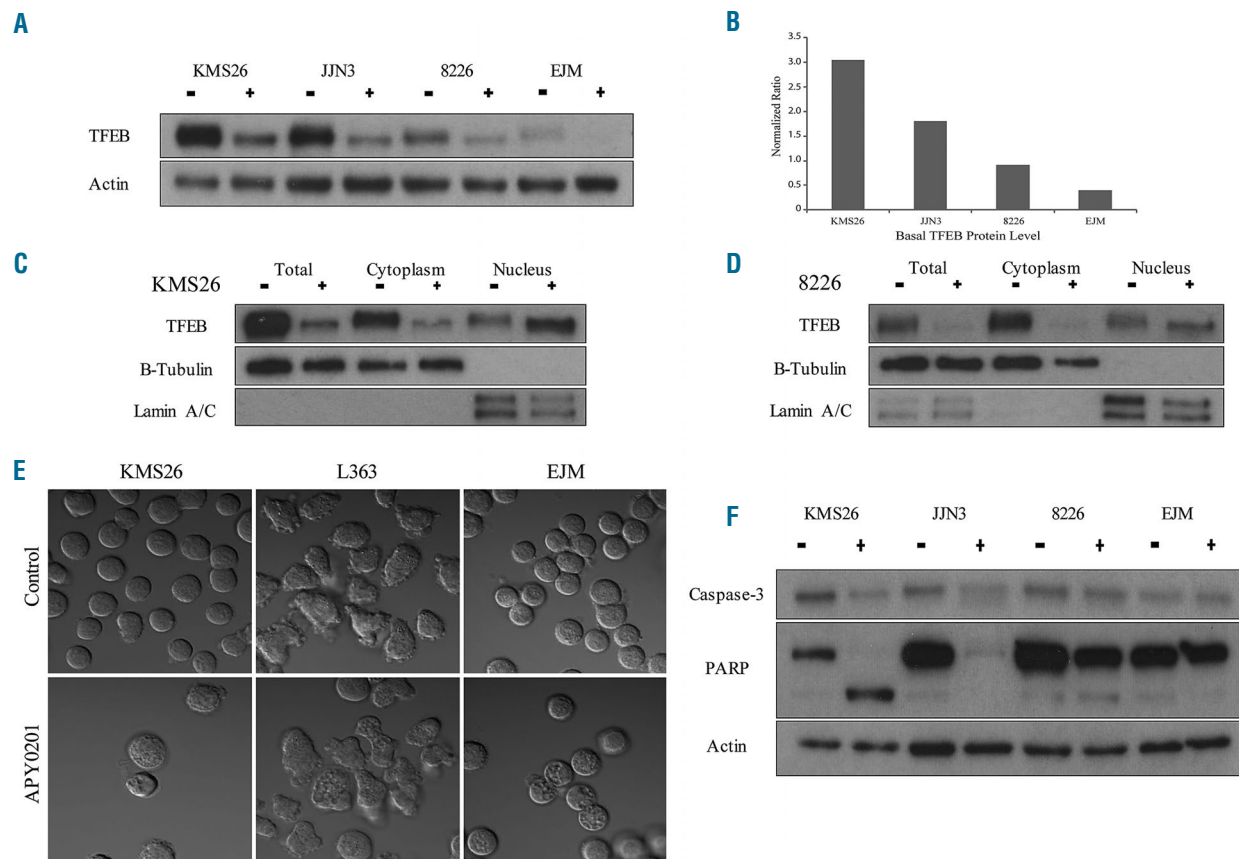 A
KMS26 JJN3 8226 EJM
- + - + - + - +
TFEB
Actin
B
3.5
3.0
2.5
2.0
1.5
1.0
0.5
0
Normalized Ratio
KMS26 JJN3 8226 EJM
Basal TFEB Protein Level
C
KMS26
Total Cytoplasm Nucleus
- + - + - +
TFEB
B-Tubulin
Lamin A/C
D
8226
Total Cytoplasm Nucleus
- + - + - +
TFEB
B-Tubulin
Lamin A/C
E
KMS26 L363 EJM
Control
APY0201
F
KMS26 JJN3 8226 EJM
- + - + - + - +
Caspase-3
PARP
Actin